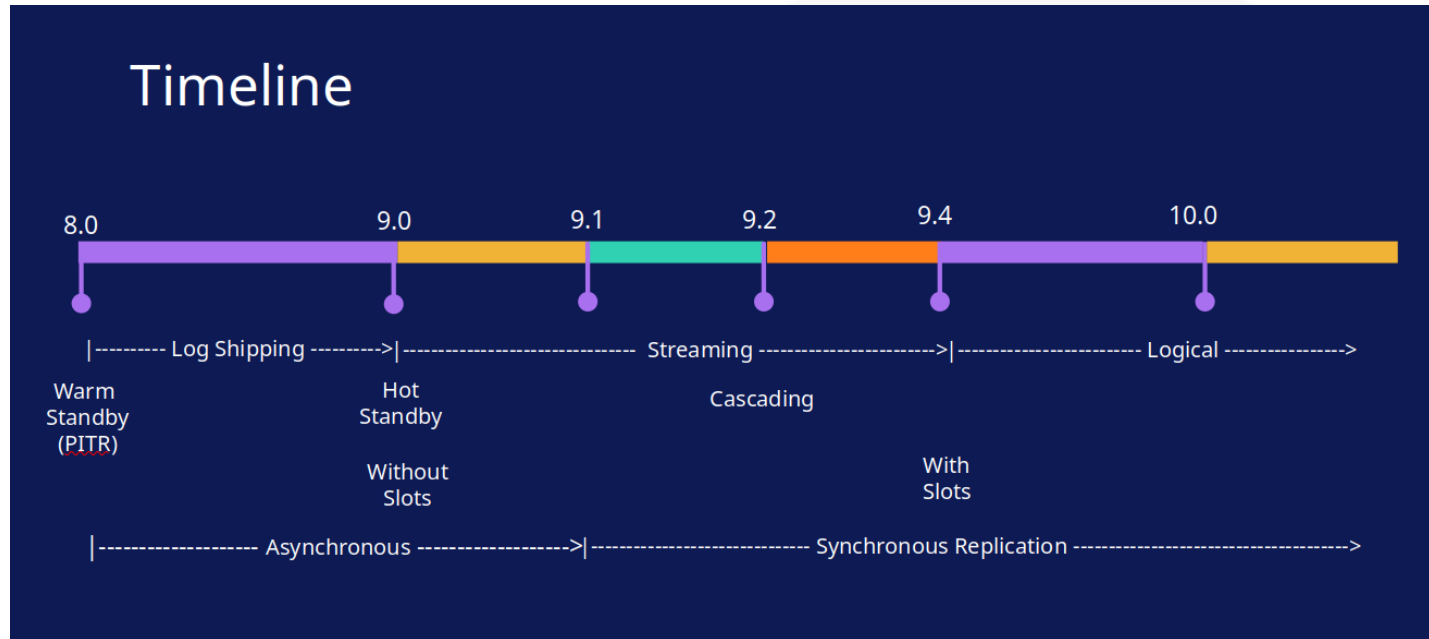 Timeline
8.0 9.0 9.1 9.2 9.4 10.0
|---------- Log Shipping ---------->|--------------------------------- Streaming ------------------------->|-------------------------- Logical ----------------->
Warm
Standby
(PITR)
Hot
Standby
Cascading
Without
Slots
With
Slots
|---------------------- Asynchronous --------------------->|------------------------------- Synchronous Replication --------------------------------------->